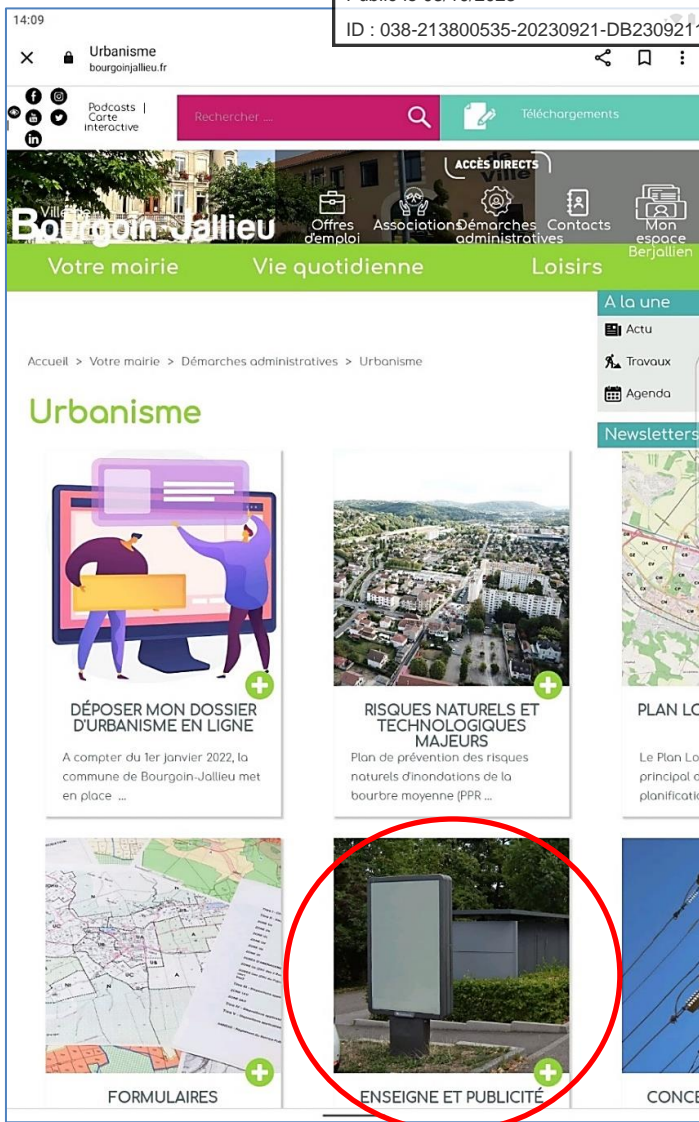 ID : 038-213800535-20230921-DB230921
14:09
Urbanisme
bourgoinjallieu.fr
Podcasts |
Carte
interactive
Rechercher ...
Téléchargements
ACCÈS DIRECTS
Ville de
Bourgoin-Jallieu
Offres
d'emploi
Associations
Démarches
administratives
Contacts
Mon
espace
Berjallien
Votre mairie
Vie quotidienne
Loisirs
A la une
Actu
Travaux
Agenda
Newsletters
Accueil > Votre mairie > Démarches administratives > Urbanisme
Urbanisme
DÉPOSER MON DOSSIER
D'URBANISME EN LIGNE
A compter du 1er janvier 2022, la
commune de Bourgoin-Jallieu met
en place ...
RISQUES NATURELS ET
TECHNOLOGIQUES
MAJEURS
Plan de prévention des risques
naturels d'inondations de la
bourbre moyenne (PPR ...
PLAN LO
Le Plan Lo
principal d
planificatio
FORMULAIRES
ENSEIGNE ET PUBLICITÉ
CONCE